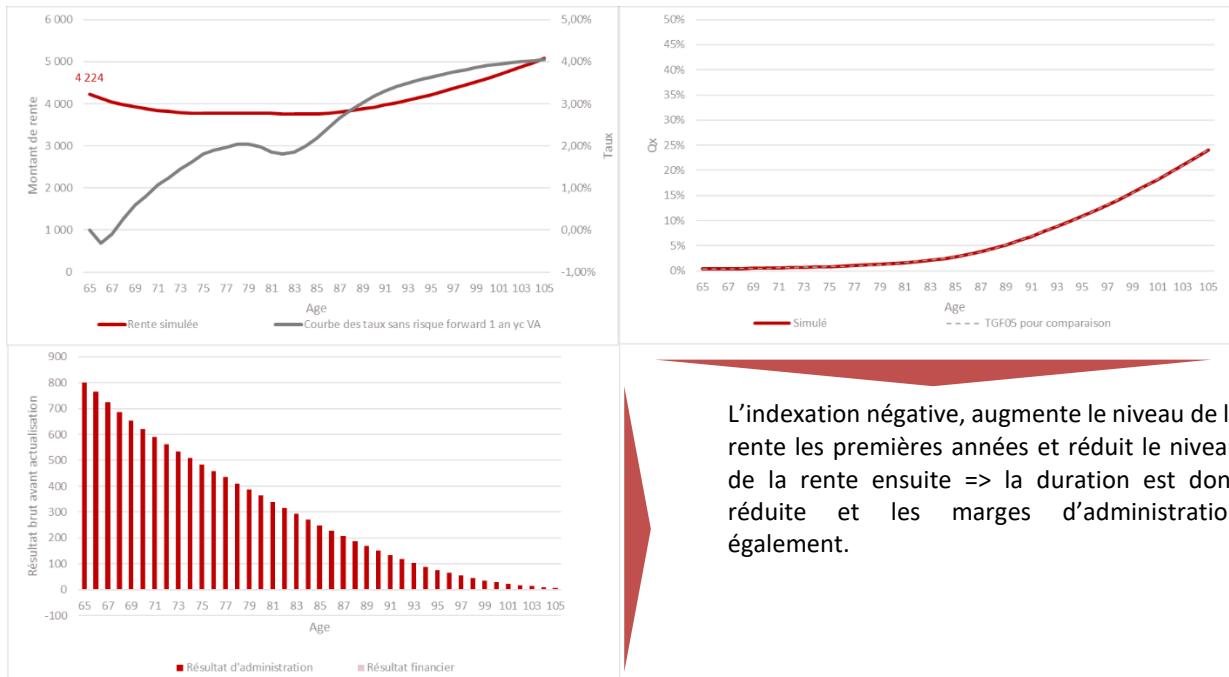 6 000
5 000
4 000
3 000
2 000
1 000
0
Montant de rente
4 224
5,00%
4,00%
3,00%
2,00%
1,00%
0,00%
-1,00%
Taux
65 67 69 71 73 75 77 79 81 83 85 87 89 91 93 95 97 99 101 103 105
Age
Rente simulée Courbe des taux sans risque forward 1 an yc VA
50%
45%
40%
35%
30%
25%
20%
15%
10%
5%
0%
Qx
65 67 69 71 73 75 77 79 81 83 85 87 89 91 93 95 97 99 101 103 105
Age
Simulé TGF05 pour comparaison
900
800
700
600
500
400
300
200
100
0
-100
Résultat brut avant actualisation
65 67 69 71 73 75 77 79 81 83 85 87 89 91 93 95 97 99 101 103 105
Age
Résultat d'administration Résultat financier
L’indexation négative, augmente le niveau de l
rente les premières années et réduit le nivea
de la rente ensuite => la duration est don
réduite et les marges d’administratio
également.